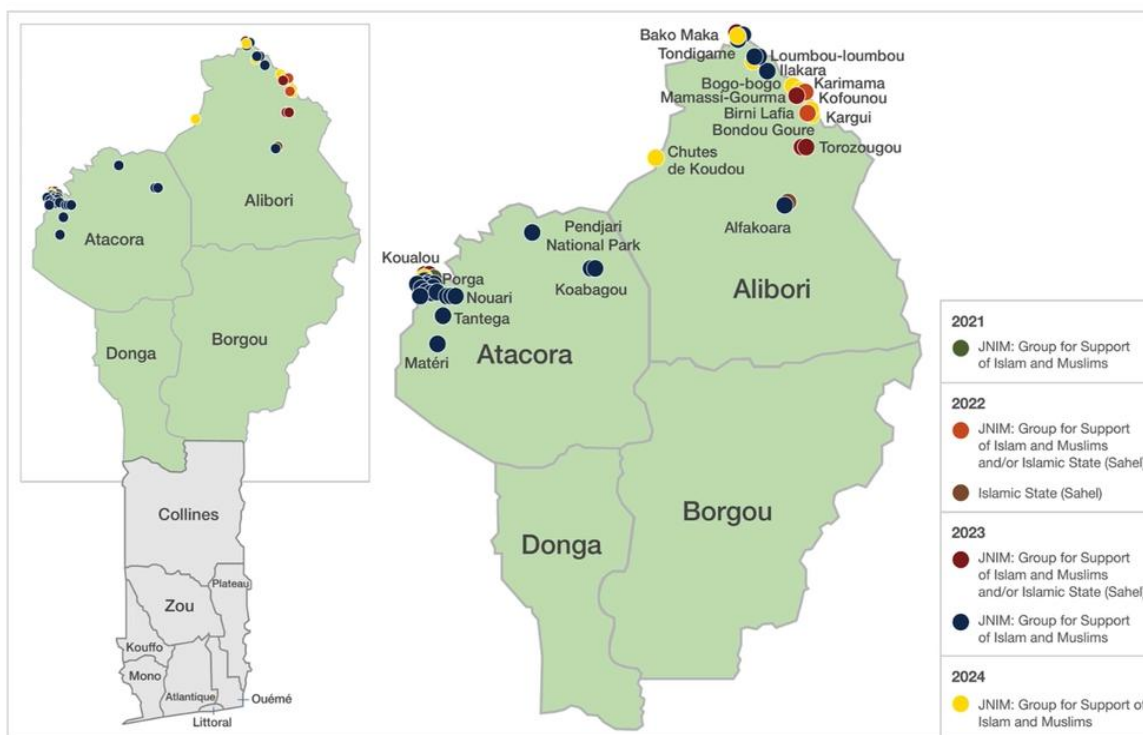 Alibori
Atacora
Donga
Borgou
Collines
Plateau
Zou
Kouffo
Mono
Atlantique
Ouémé
Littoral
Bako Maka
Tondigame
Loumbou-loumbou
Ilakara
Bogo-bogo
Karimama
Mamassi-Gourma
Kofounou
Birni Lafia
Kargui
Bondou Goure
Torozougou
Chutes
de Koudou
Alfakoara
Pendjari
National Park
Koualou
Porga
Koabagou
Nouari
Tantega
Matéri
Alibori
Atacora
Borgou
Donga
2021
JNIM: Group for Support
of Islam and Muslims
2022
JNIM: Group for Support
of Islam and Muslims
and/or Islamic State (Sahel)
Islamic State (Sahel)
2023
JNIM: Group for Support
of Islam and Muslims
and/or Islamic State (Sahel)
JNIM: Group for Support
of Islam and Muslims
2024
JNIM: Group for Support of
Islam and Muslims